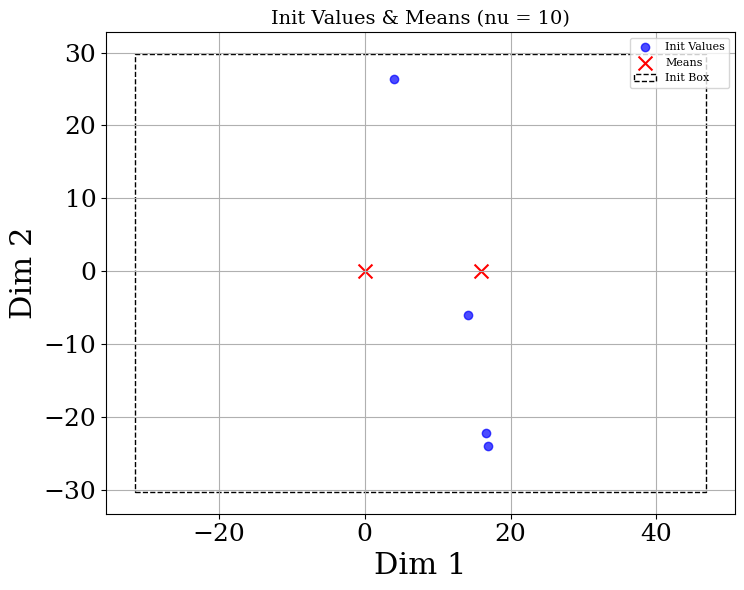 Init Values & Means (nu = 10)
Init Values
Means
Init Box
30
20
10
0
−10
−20
−30
Dim 2
−20
0
20
40
Dim 1